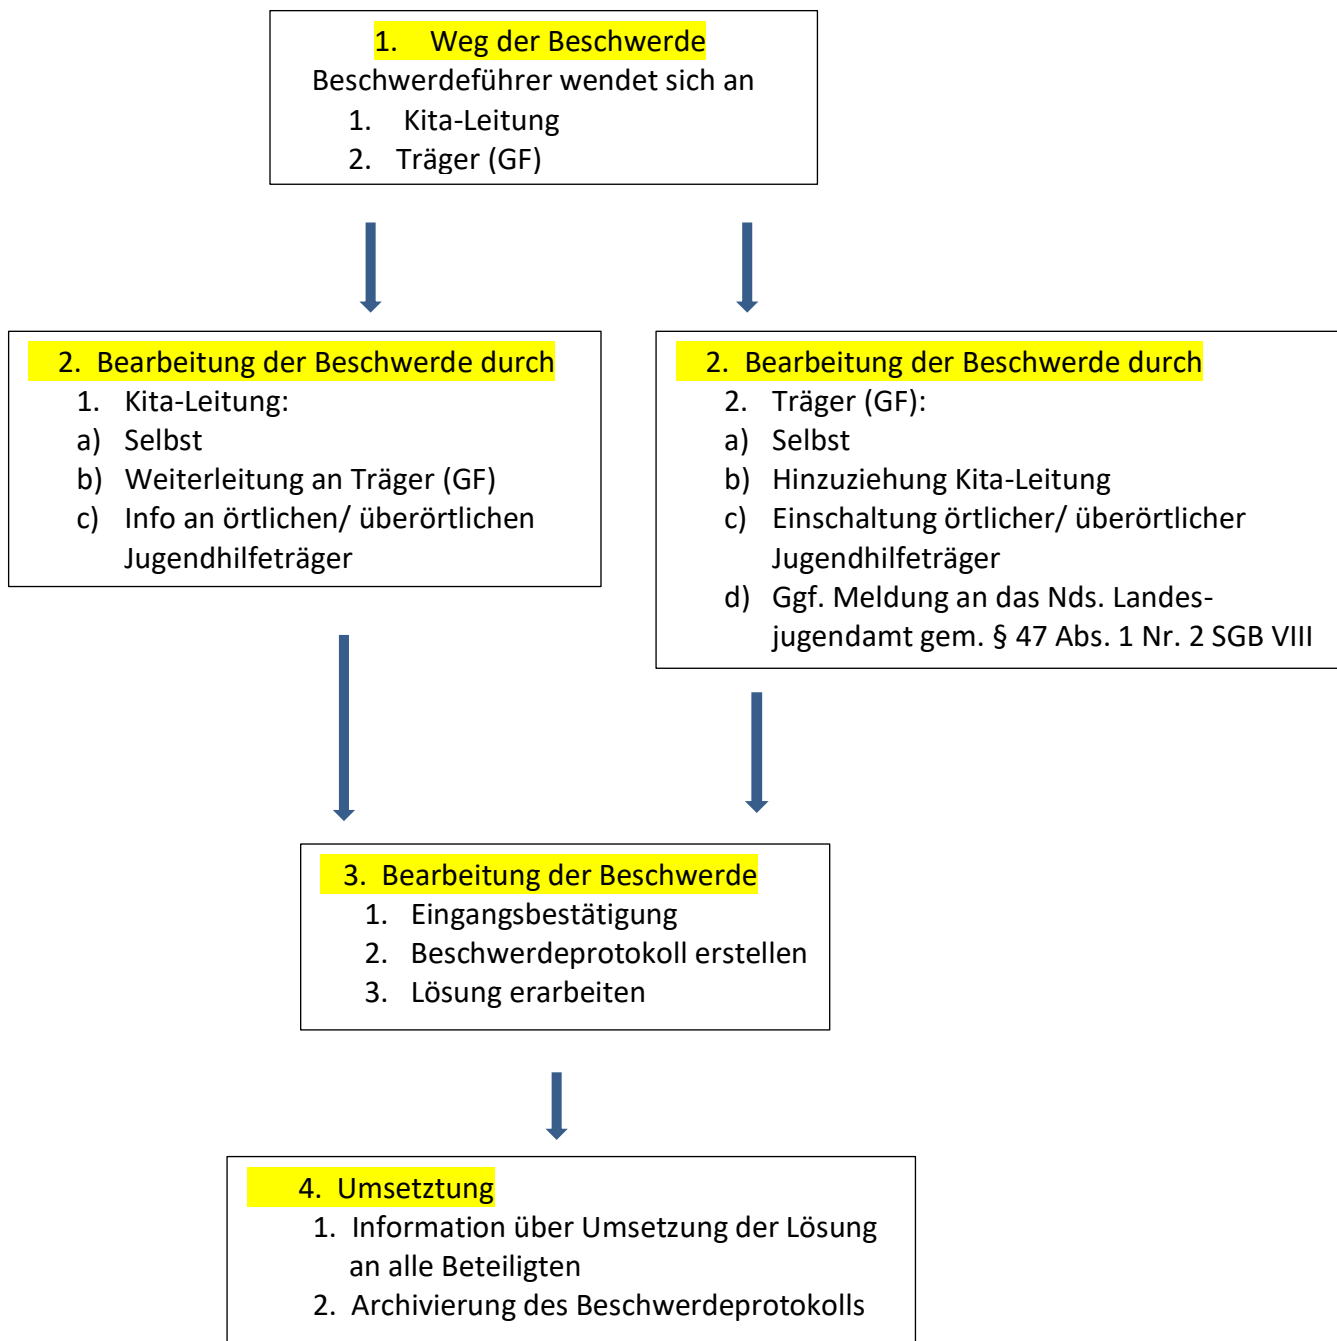 1. Weg der Beschwerde
Beschwerdeführer wendet sich an
1. Kita-Leitung
2. Träger (GF)
2. Bearbeitung der Beschwerde durch
1. Kita-Leitung:
a) Selbst
b) Weiterleitung an Träger (GF)
c) Info an örtlichen/ überörtlichen
Jugendhilfeträger
2. Bearbeitung der Beschwerde durch
2. Träger (GF):
a) Selbst
b) Hinzuziehung Kita-Leitung
c) Einschaltung örtlicher/ überörtlicher
Jugendhilfeträger
d) Ggf. Meldung an das Nds. Landes-
jugendamt gem. § 47 Abs. 1 Nr. 2 SGB VIII
3. Bearbeitung der Beschwerde
1. Eingangsbestätigung
2. Beschwerdeprotokoll erstellen
3. Lösung erarbeiten
4. Umsetztung
1. Information über Umsetzung der Lösung
an alle Beteiligten
2. Archivierung des Beschwerdeprotokolls